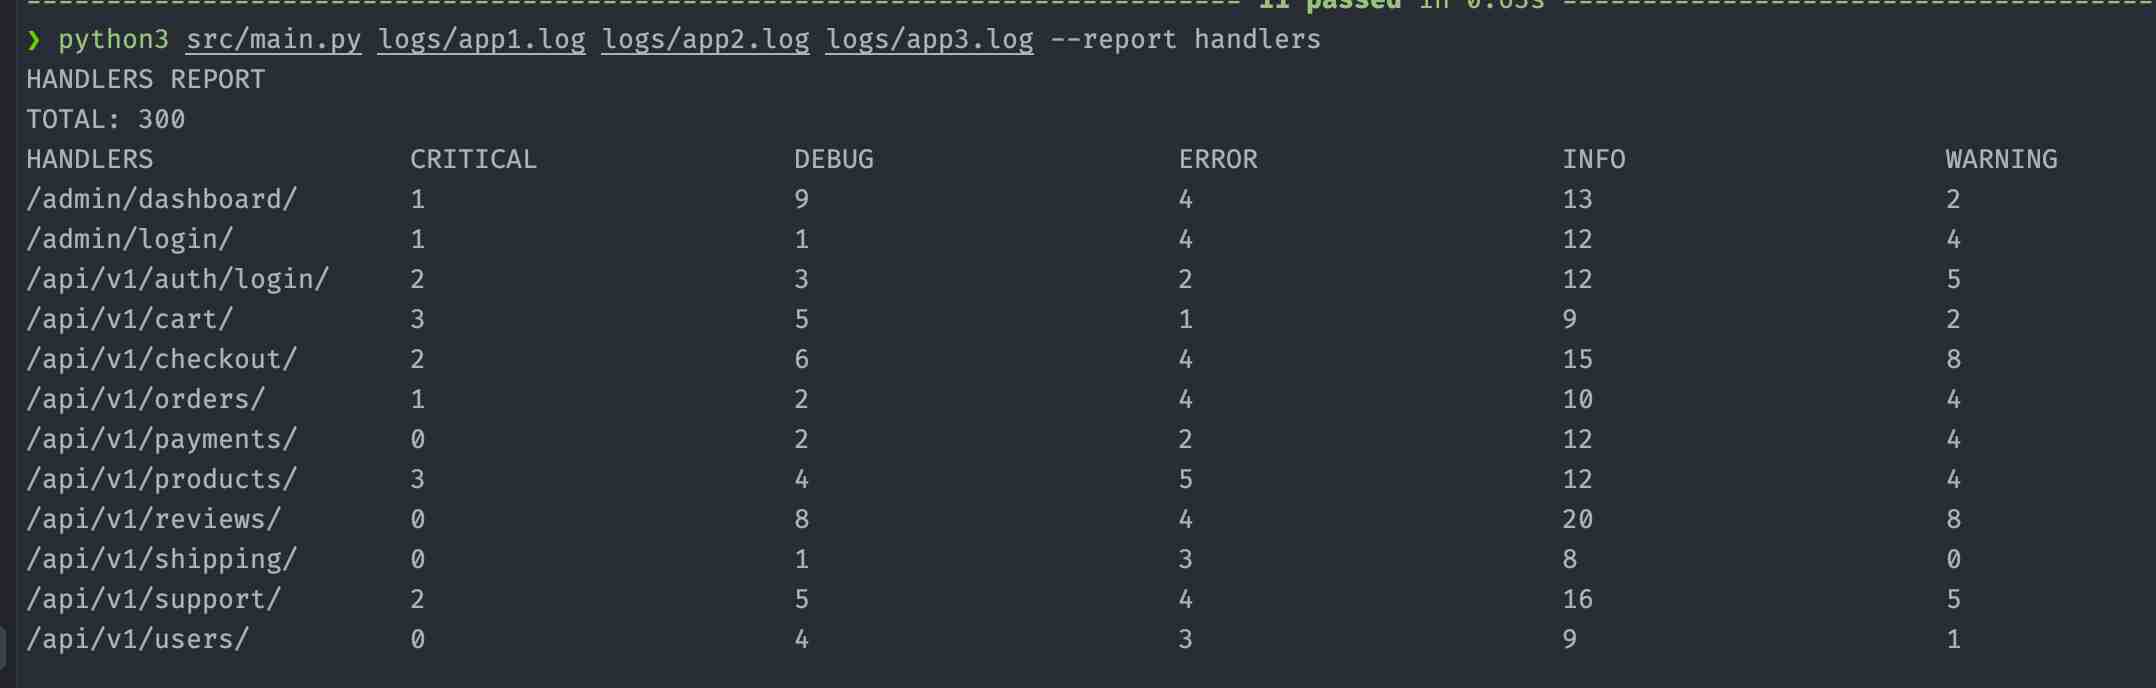 --------------------------------------------------------------------------- 11 passed in 0.63s -------------------------------------
❯ python3 src/main.py logs/app1.log logs/app2.log logs/app3.log --report handlers
HANDLERS REPORT
TOTAL: 300
HANDLERS CRITICAL DEBUG ERROR INFO WARNING
/admin/dashboard/ 1 9 4 13 2
/admin/login/ 1 1 4 12 4
/api/v1/auth/login/ 2 3 2 12 5
/api/v1/cart/ 3 5 1 9 2
/api/v1/checkout/ 2 6 4 15 8
/api/v1/orders/ 1 2 4 10 4
/api/v1/payments/ 0 2 2 12 4
/api/v1/products/ 3 4 5 12 4
/api/v1/reviews/ 0 8 4 20 8
/api/v1/shipping/ 0 1 3 8 0
/api/v1/support/ 2 5 4 16 5
/api/v1/users/ 0 4 3 9 1